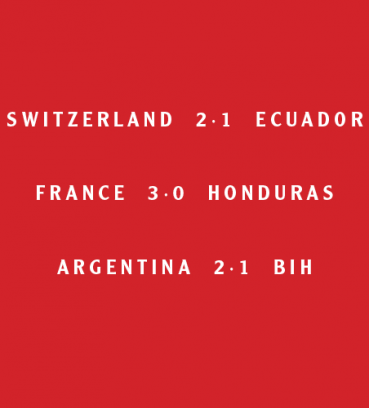 SWITZERLAND 2·1 ECUADOR
FRANCE 3·0 HONDURAS
ARGENTINA 2·1 BIH